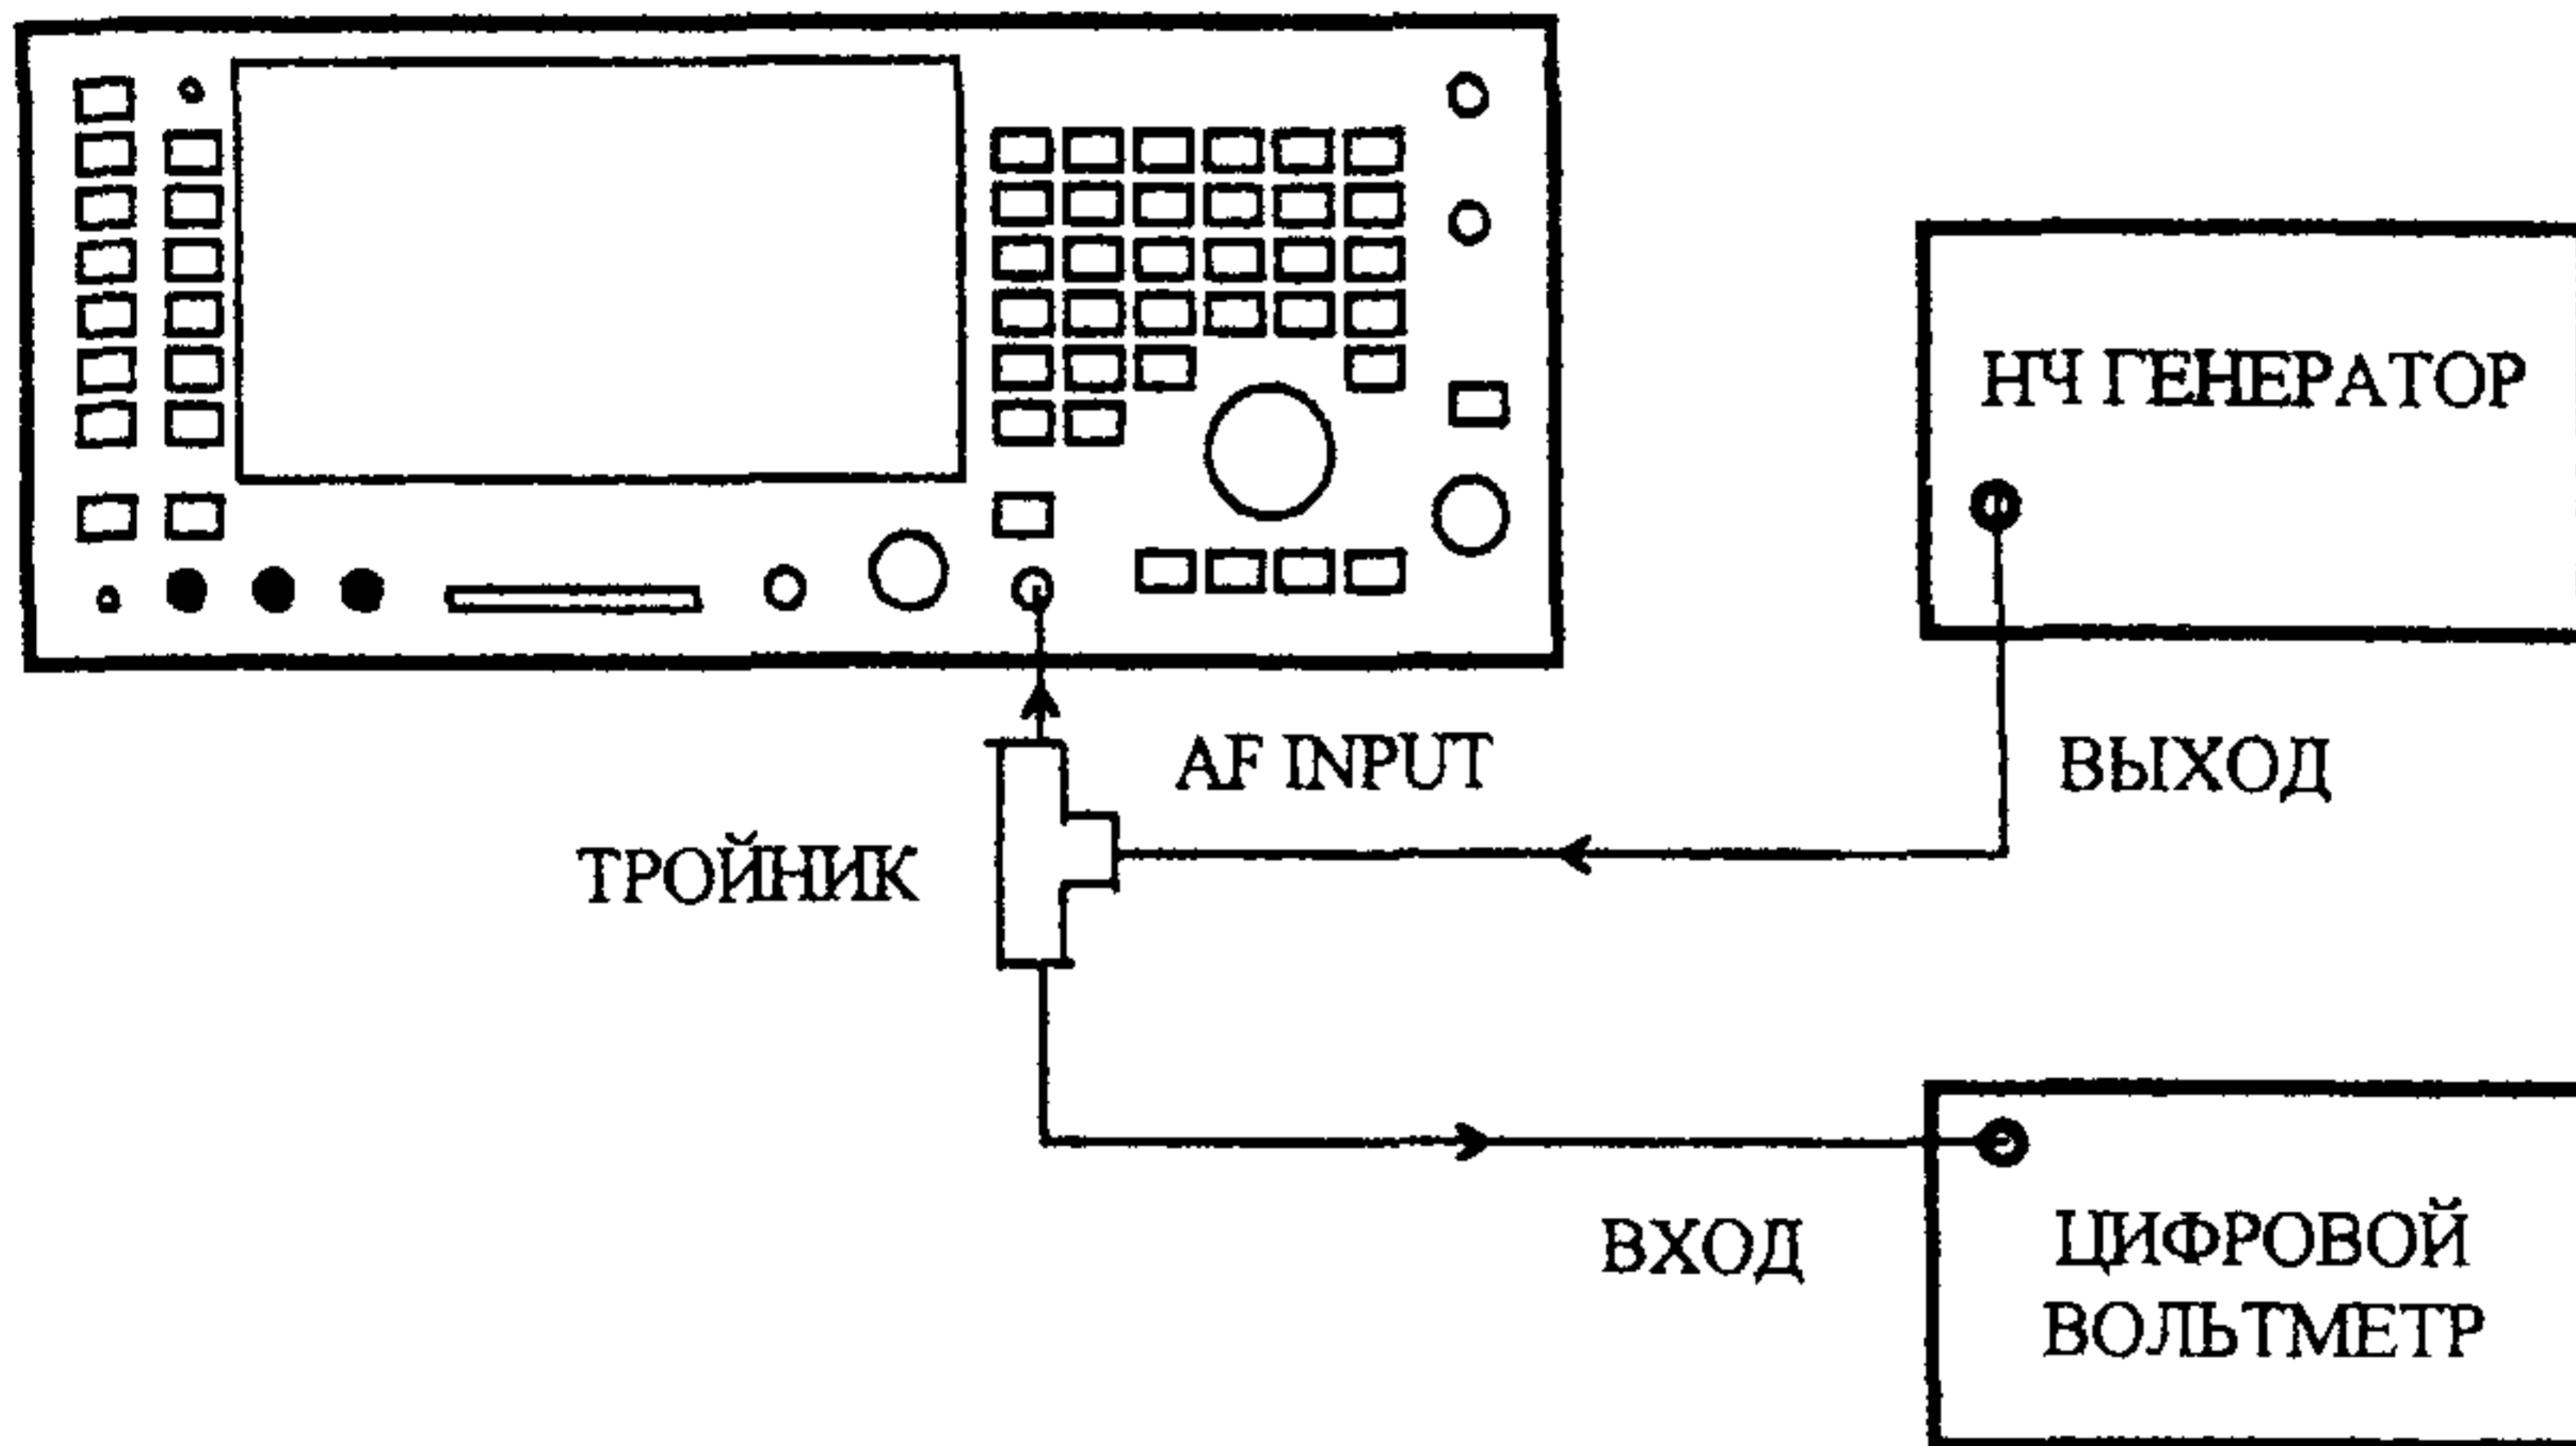 НЧ ГЕНЕРАТОР
AF INPUT
ВЫХОД
ТРОЙНИК
ВХОД
ЦИФРОВОЙ
ВОЛЬТМЕТР